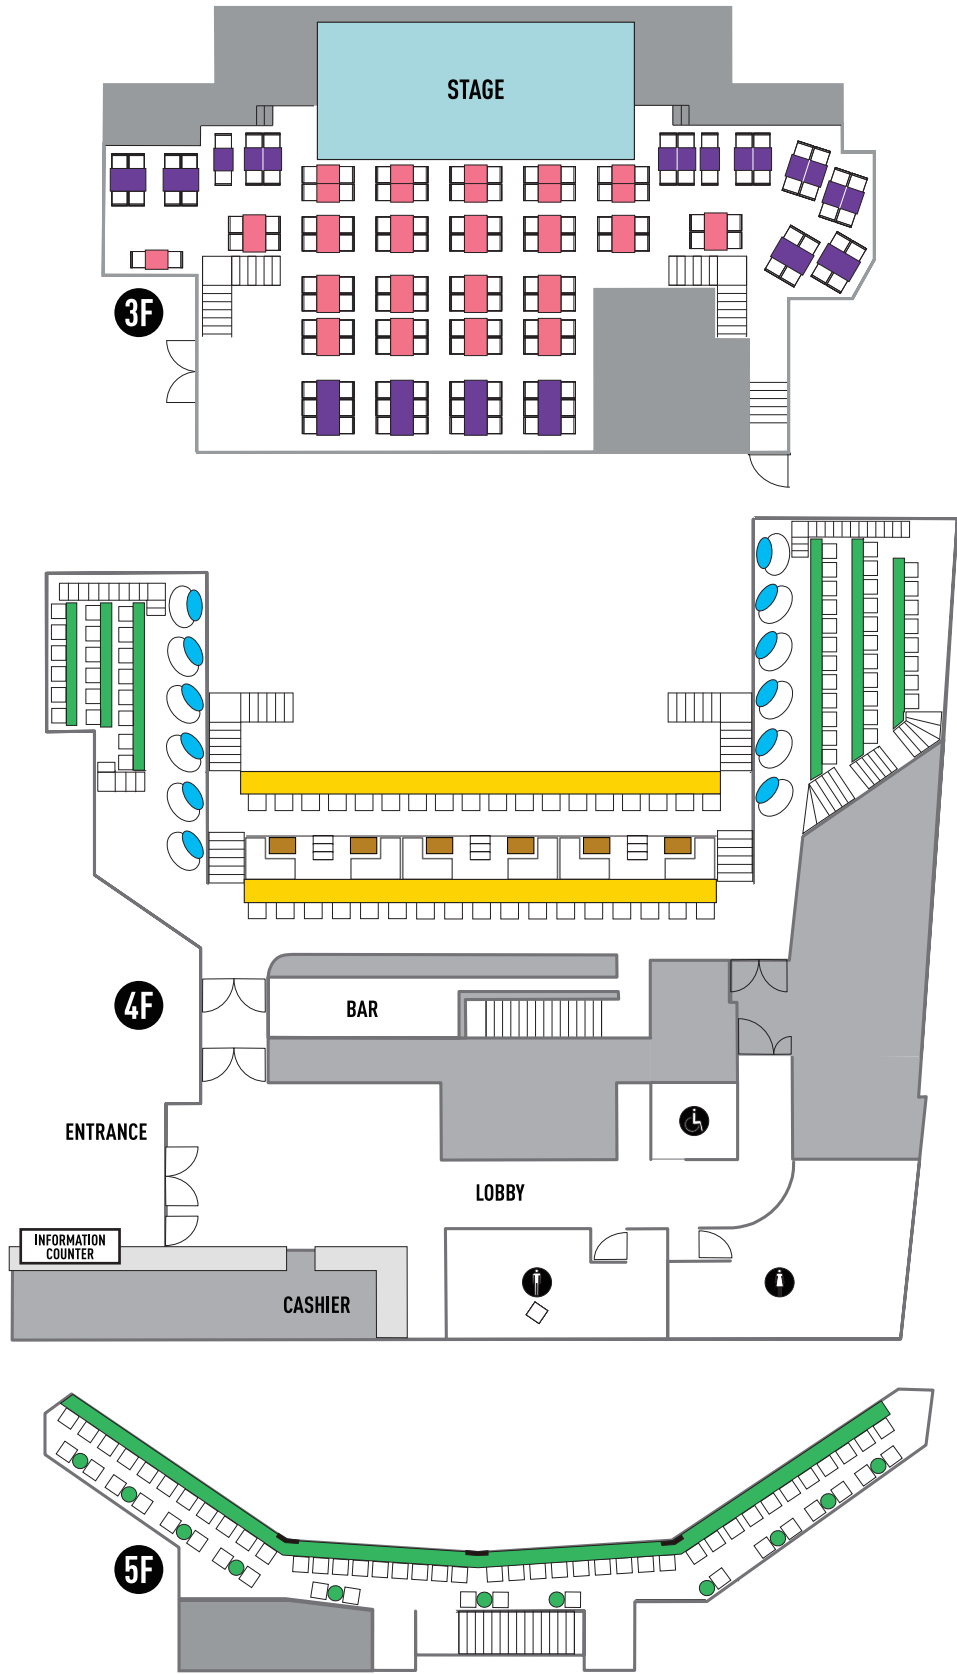 STAGE
3F
4F
BAR
ENTRANCE
LOBBY
INFORMATION
COUNTER
CASHIER
5F